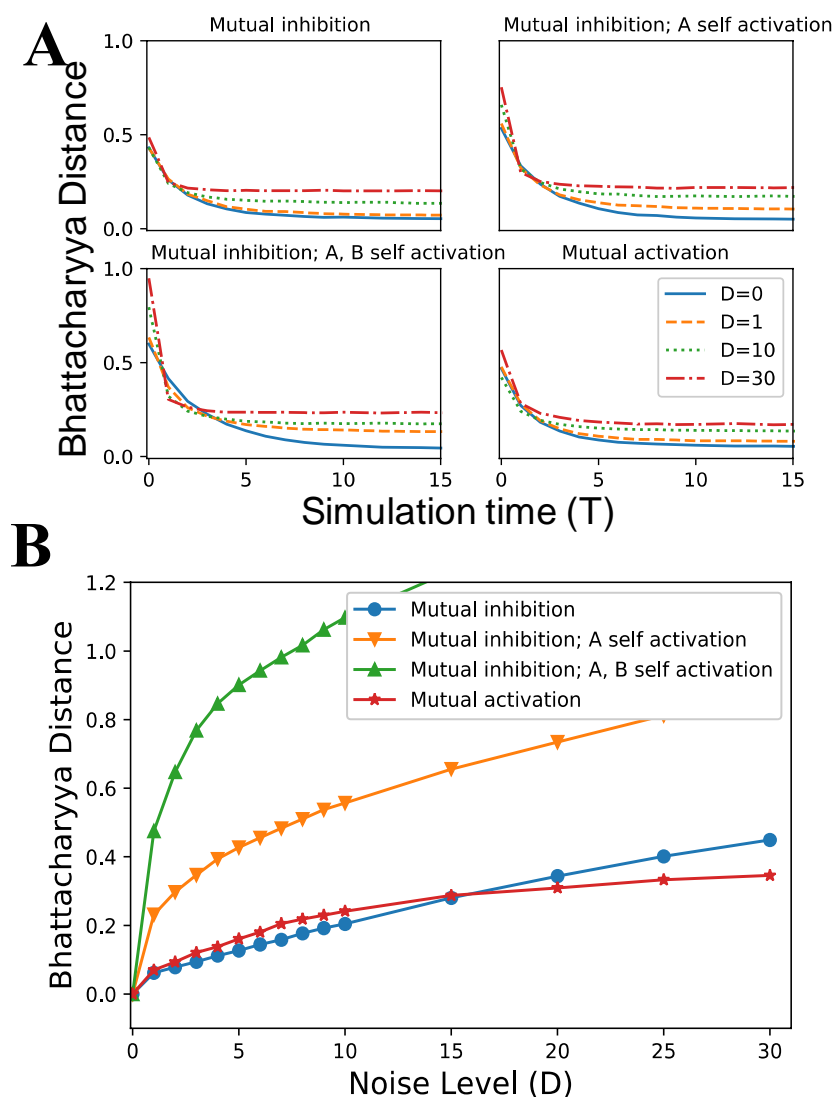 A
Mutual inhibition
Mutual inhibition; A self activation
1.0
0.5
0.0
Mutual inhibition; A, B self activation
Mutual activation
1.0
0.5
0.0
D=0
D=1
D=10
D=30
0 5 10 15
0 5 10 15
Bhattacharyya Distance
Simulation time (T)
B
1.2
1.0
0.8
0.6
0.4
0.2
0.0
Mutual inhibition
Mutual inhibition; A self activation
Mutual inhibition; A, B self activation
Mutual activation
Bhattacharyya Distance
0 5 10 15 20 25 30
Noise Level (D)